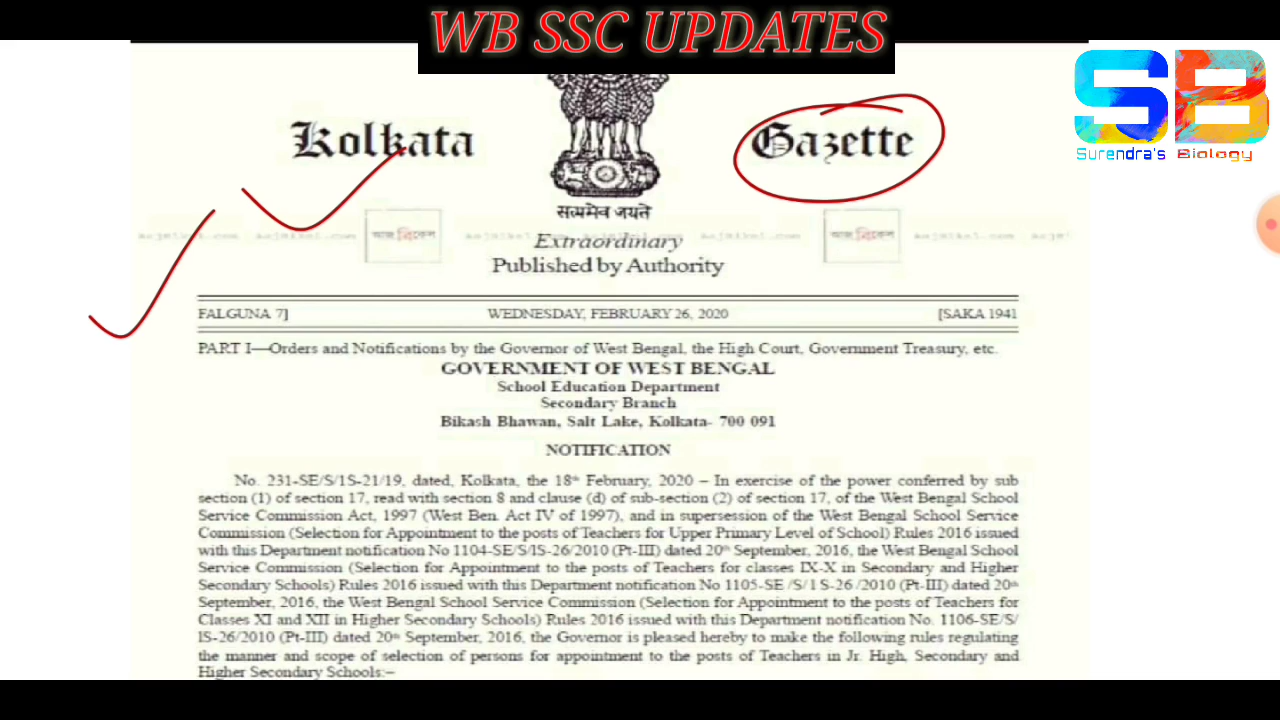 WB SSC UPDATES
SB
Surendra's Biology
Kolkata Gazette
सत्यमेव जयते
Extraordinary
Published by Authority
FALGUNA 7] WEDNESDAY, FEBRUARY 26, 2020 [SAKA 1941
PART I—Orders and Notifications by the Governor of West Bengal, the High Court, Government Treasury, etc.
GOVERNMENT OF WEST BENGAL
School Education Department
Secondary Branch
Bikash Bhawan, Salt Lake, Kolkata- 700 091
NOTIFICATION
No. 231-SE/S/1S-21/19, dated, Kolkata, the 18th February, 2020 – In exercise of the power conferred by sub
section (1) of section 17, read with section 8 and clause (d) of sub-section (2) of section 17, of the West Bengal School
Service Commission Act, 1997 (West Ben. Act IV of 1997), and in supersession of the West Bengal School Service
Commission (Selection for Appointment to the posts of Teachers for Upper Primary Level of School) Rules 2016 issued
with this Department notification No 1104-SE/S/1S-26/2010 (Pt-III) dated 20th September, 2016, the West Bengal School
Service Commission (Selection for Appointment to the posts of Teachers for classes IX-X in Secondary and Higher
Secondary Schools) Rules 2016 issued with this Department notification No 1105-SE /S/1 S-26 /2010 (Pt-III) dated 20th
September, 2016, the West Bengal School Service Commission (Selection for Appointment to the posts of Teachers for
Classes XI and XII in Higher Secondary Schools) Rules 2016 issued with this Department notification No. 1106-SE/S/
1S-26/2010 (Pt-III) dated 20th September, 2016, the Governor is pleased hereby to make the following rules regulating
the manner and scope of selection of persons for appointment to the posts of Teachers in Jr. High, Secondary and
Higher Secondary Schools:–